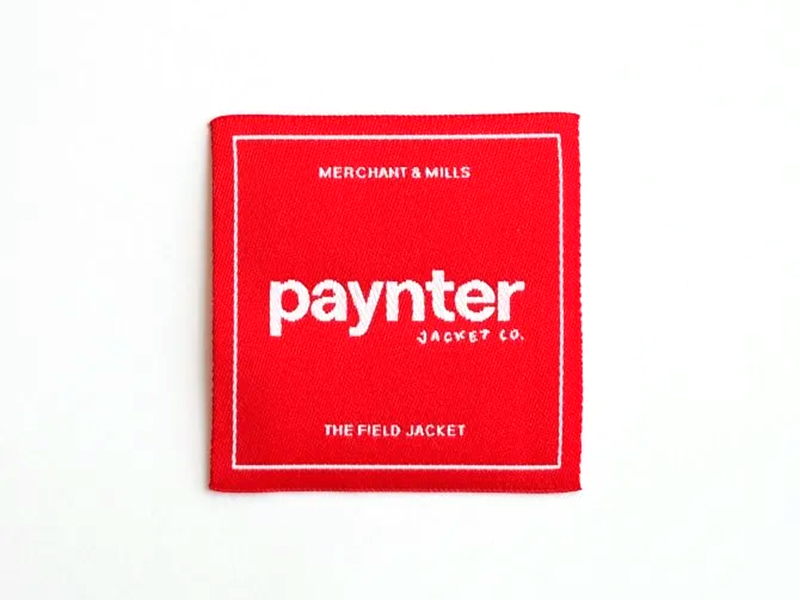 MERCHANT & MILLS
paynter
JACKET CO.
THE FIELD JACKET